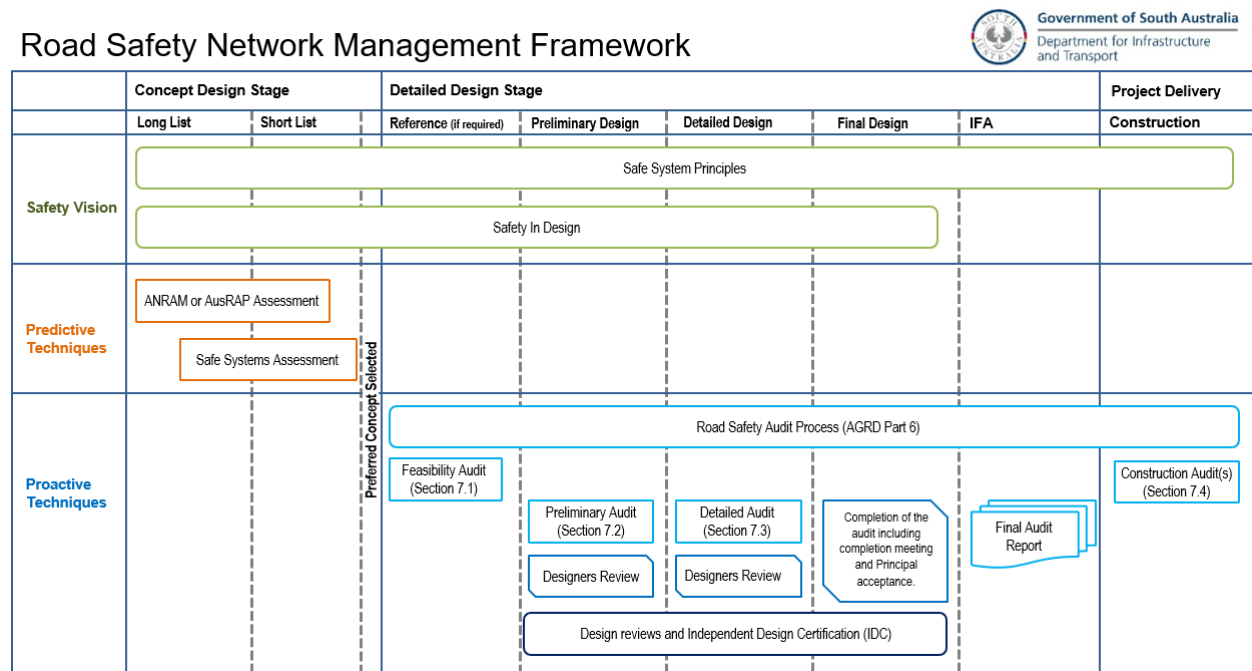 Road Safety Network Management Framework
SOUTH
AUSTRALIA
Government of South Australia
Department for Infrastructure
and Transport
Concept Design Stage
Detailed Design Stage
Project Delivery
Long List
Short List
Reference (if required)
Preliminary Design
Detailed Design
Final Design
IFA
Construction
Safety Vision
Safe System Principles
Safety In Design
Predictive
Techniques
ANRAM or AusRAP Assessment
Safe Systems Assessment
Preferred Concept Selected
Proactive
Techniques
Road Safety Audit Process (AGRD Part 6)
Feasibility Audit
(Section 7.1)
Construction Audit(s)
(Section 7.4)
Preliminary Audit
(Section 7.2)
Detailed Audit
(Section 7.3)
Completion of the
audit including
completion meeting
and Principal
acceptance.
Final Audit
Report
Designers Review
Designers Review
Design reviews and Independent Design Certification (IDC)